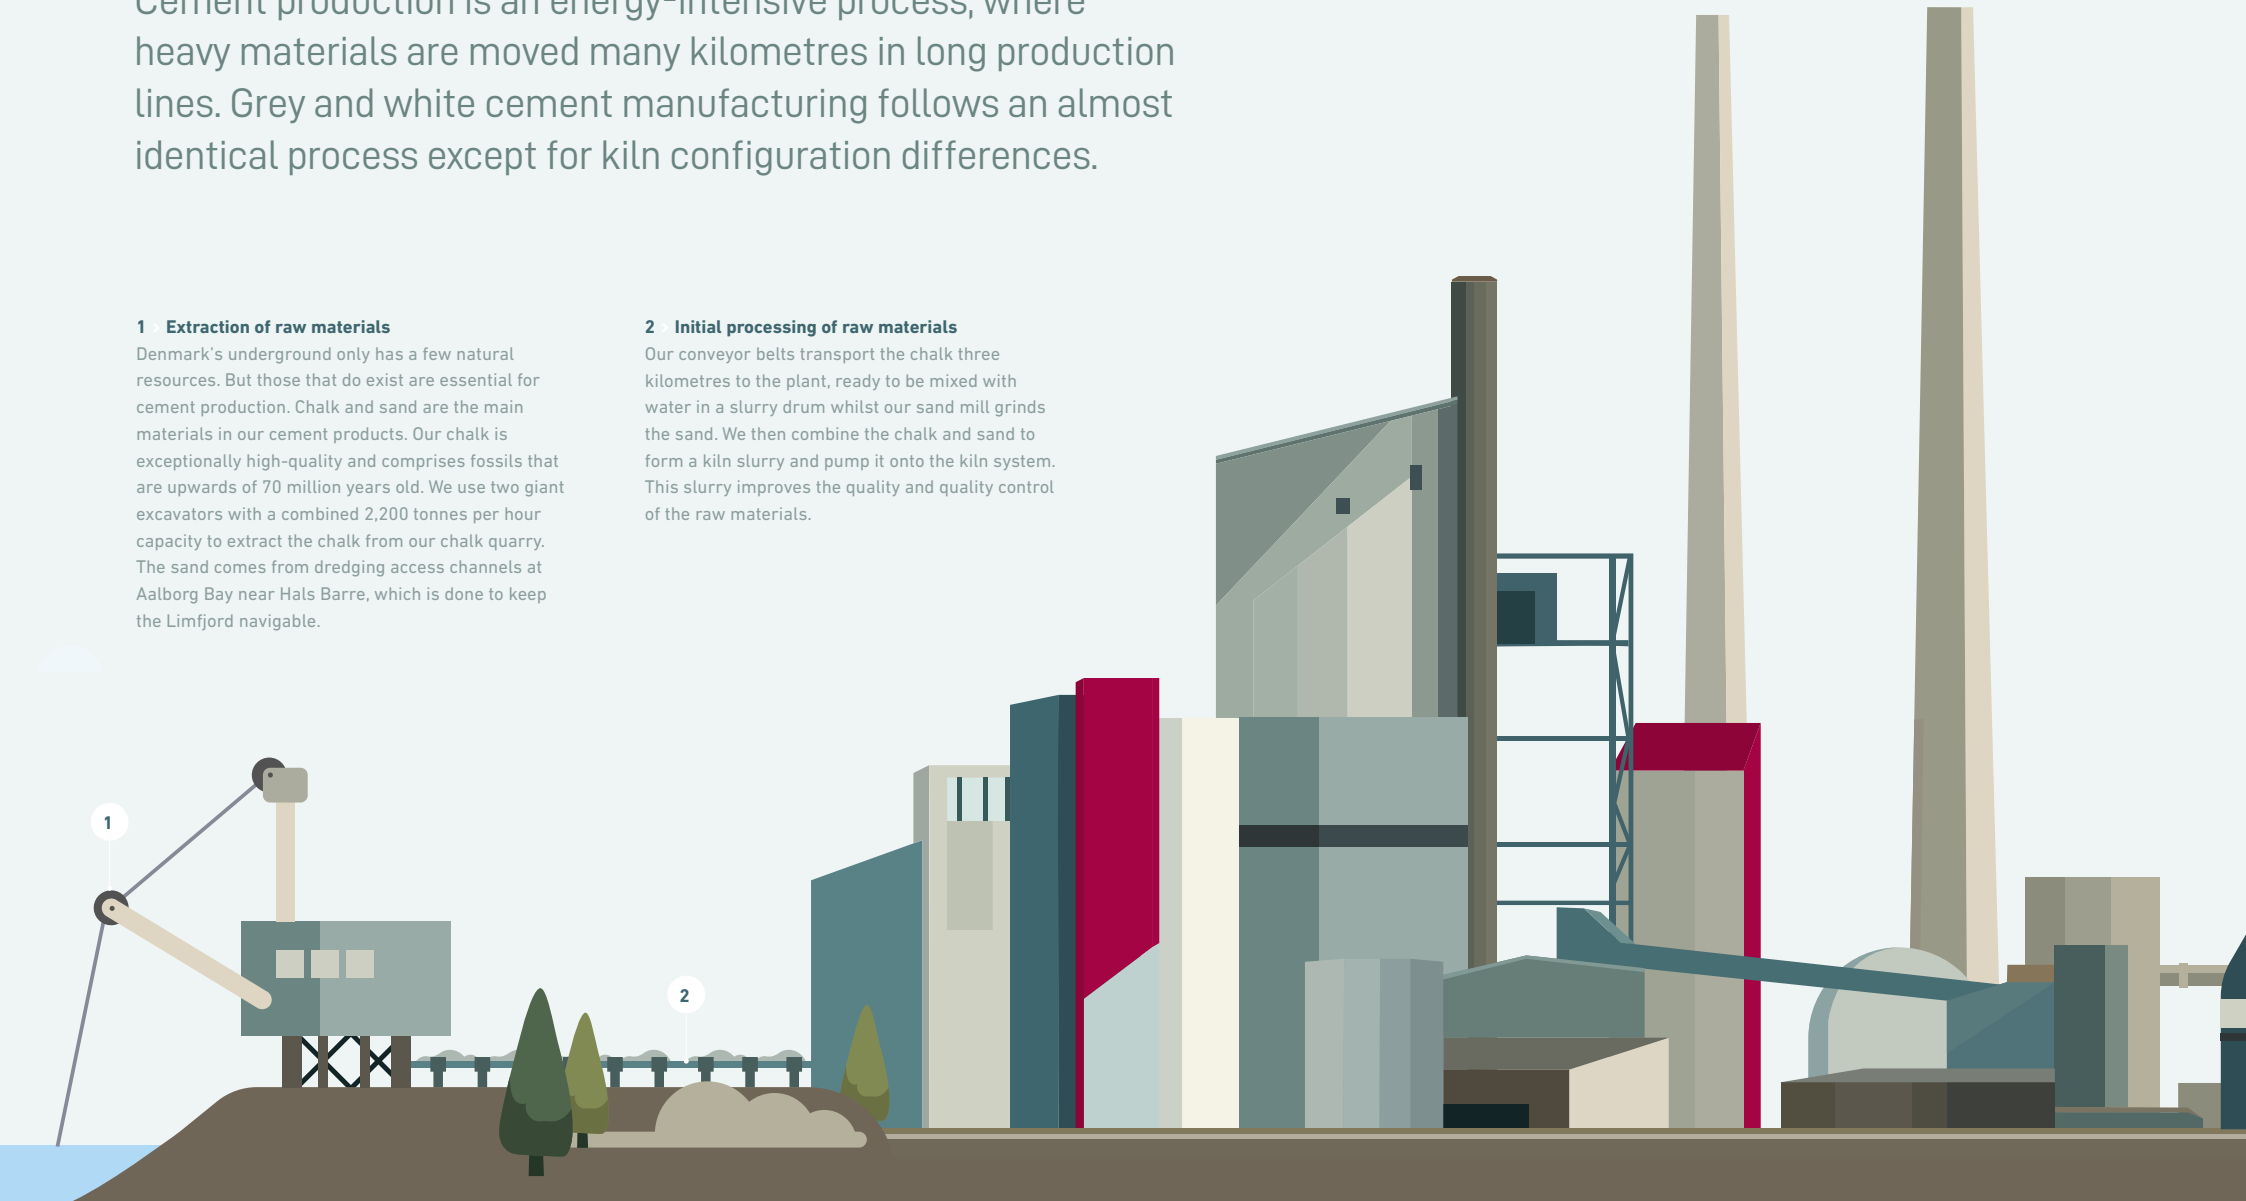 Cement production is an energy-intensive process, where
heavy materials are moved many kilometres in long production
lines. Grey and white cement manufacturing follows an almost
identical process except for kiln configuration differences.
1 › Extraction of raw materials
Denmark's underground only has a few natural
resources. But those that do exist are essential for
cement production. Chalk and sand are the main
materials in our cement products. Our chalk is
exceptionally high-quality and comprises fossils that
are upwards of 70 million years old. We use two giant
excavators with a combined 2,200 tonnes per hour
capacity to extract the chalk from our chalk quarry.
The sand comes from dredging access channels at
Aalborg Bay near Hals Barre, which is done to keep
the Limfjord navigable.
2 › Initial processing of raw materials
Our conveyor belts transport the chalk three
kilometres to the plant, ready to be mixed with
water in a slurry drum whilst our sand mill grinds
the sand. We then combine the chalk and sand to
form a kiln slurry and pump it onto the kiln system.
This slurry improves the quality and quality control
of the raw materials.
1
2